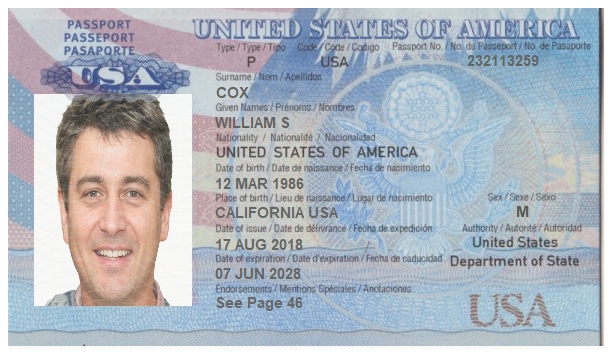 PASSPORT
PASSEPORT
PASAPORTE
USA
UNITED STATES OF AMERICA
Type / Type / Tipo Code / Code / Codigo Passport No. / No. du Passeport / No. de Pasaporte
P USA 232113259
Surname / Nom / Apellidos
COX
Given Names / Prénoms / Nombres
WILLIAM S
Nationality / Nationalité / Nacionalidad
UNITED STATES OF AMERICA
Date of birth / Date de naissance / Fecha de nacimiento
12 MAR 1986
Place of birth / Lieu de naissance / Lugar de nacimiento Sex / Sexe / Sexo
CALIFORNIA USA M
Date of issue / Date de délivrance / Fecha de expedición Authority / Autorité / Autoridad
17 AUG 2018 United States
Date of expiration / Date d'expiration / Fecha de caducidad Department of State
07 JUN 2028
Endorsements / Mentions Spéciales / Anotaciones
See Page 46
USA